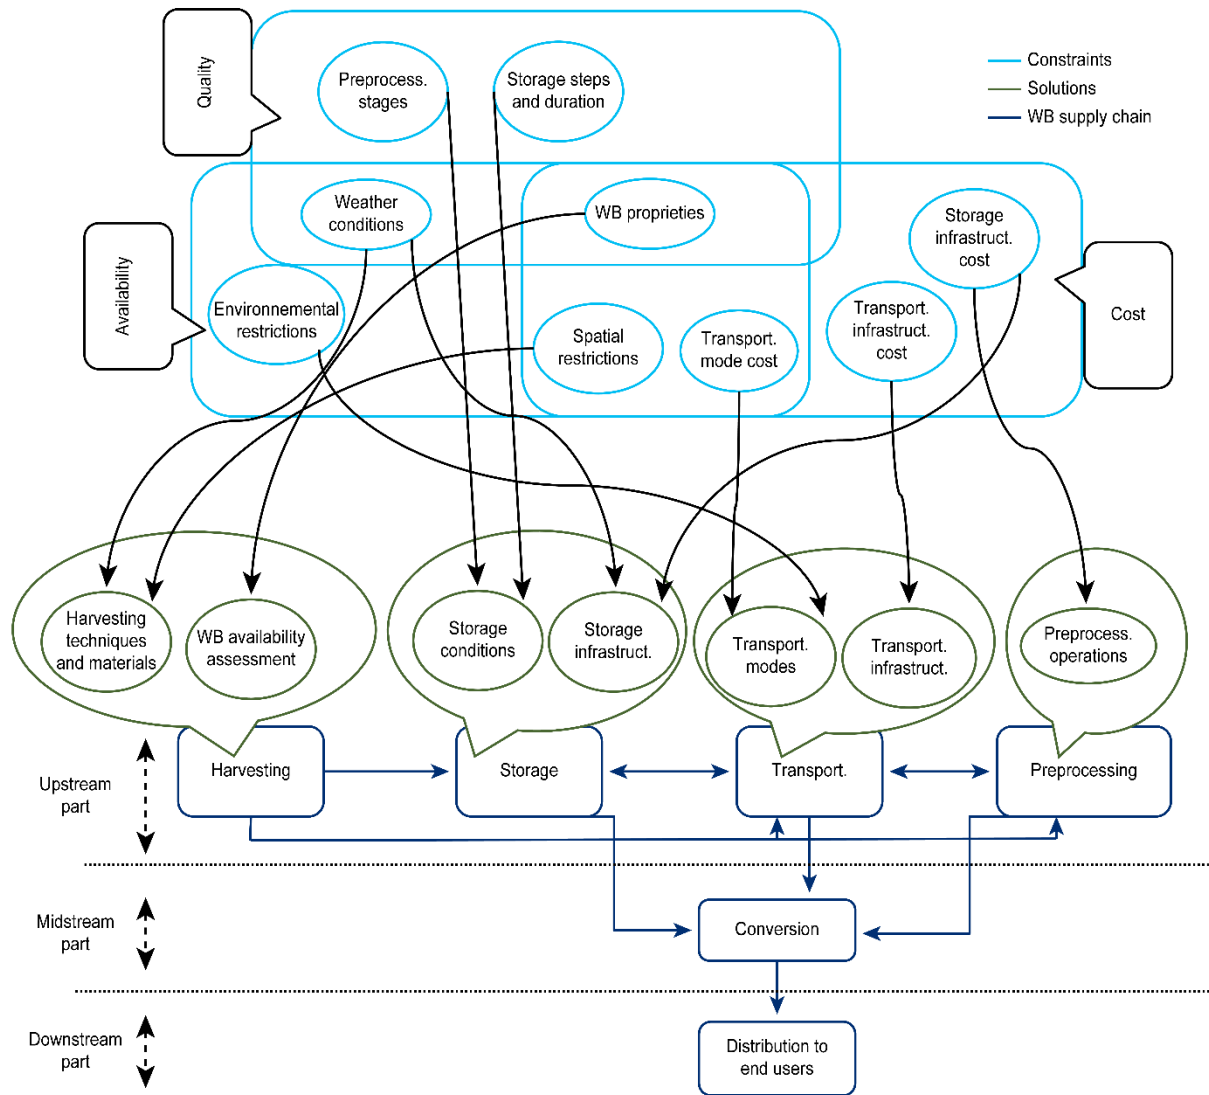 Quality
Preprocess.
stages
Storage steps
and duration
Constraints
Solutions
WB supply chain
Availability
Weather
conditions
WB proprieties
Storage
infrastruct.
cost
Environnemental
restrictions
Spatial
restrictions
Transport.
mode cost
Transport.
infrastruct.
cost
Cost
Harvesting
techniques
and materials
WB availability
assessment
Storage
conditions
Storage
infrastruct.
Transport.
modes
Transport.
infrastruct.
Preprocess.
operations
Upstream
part
Harvesting
Storage
Transport.
Preprocessing
Midstream
part
Conversion
Downstream
part
Distribution to
end users